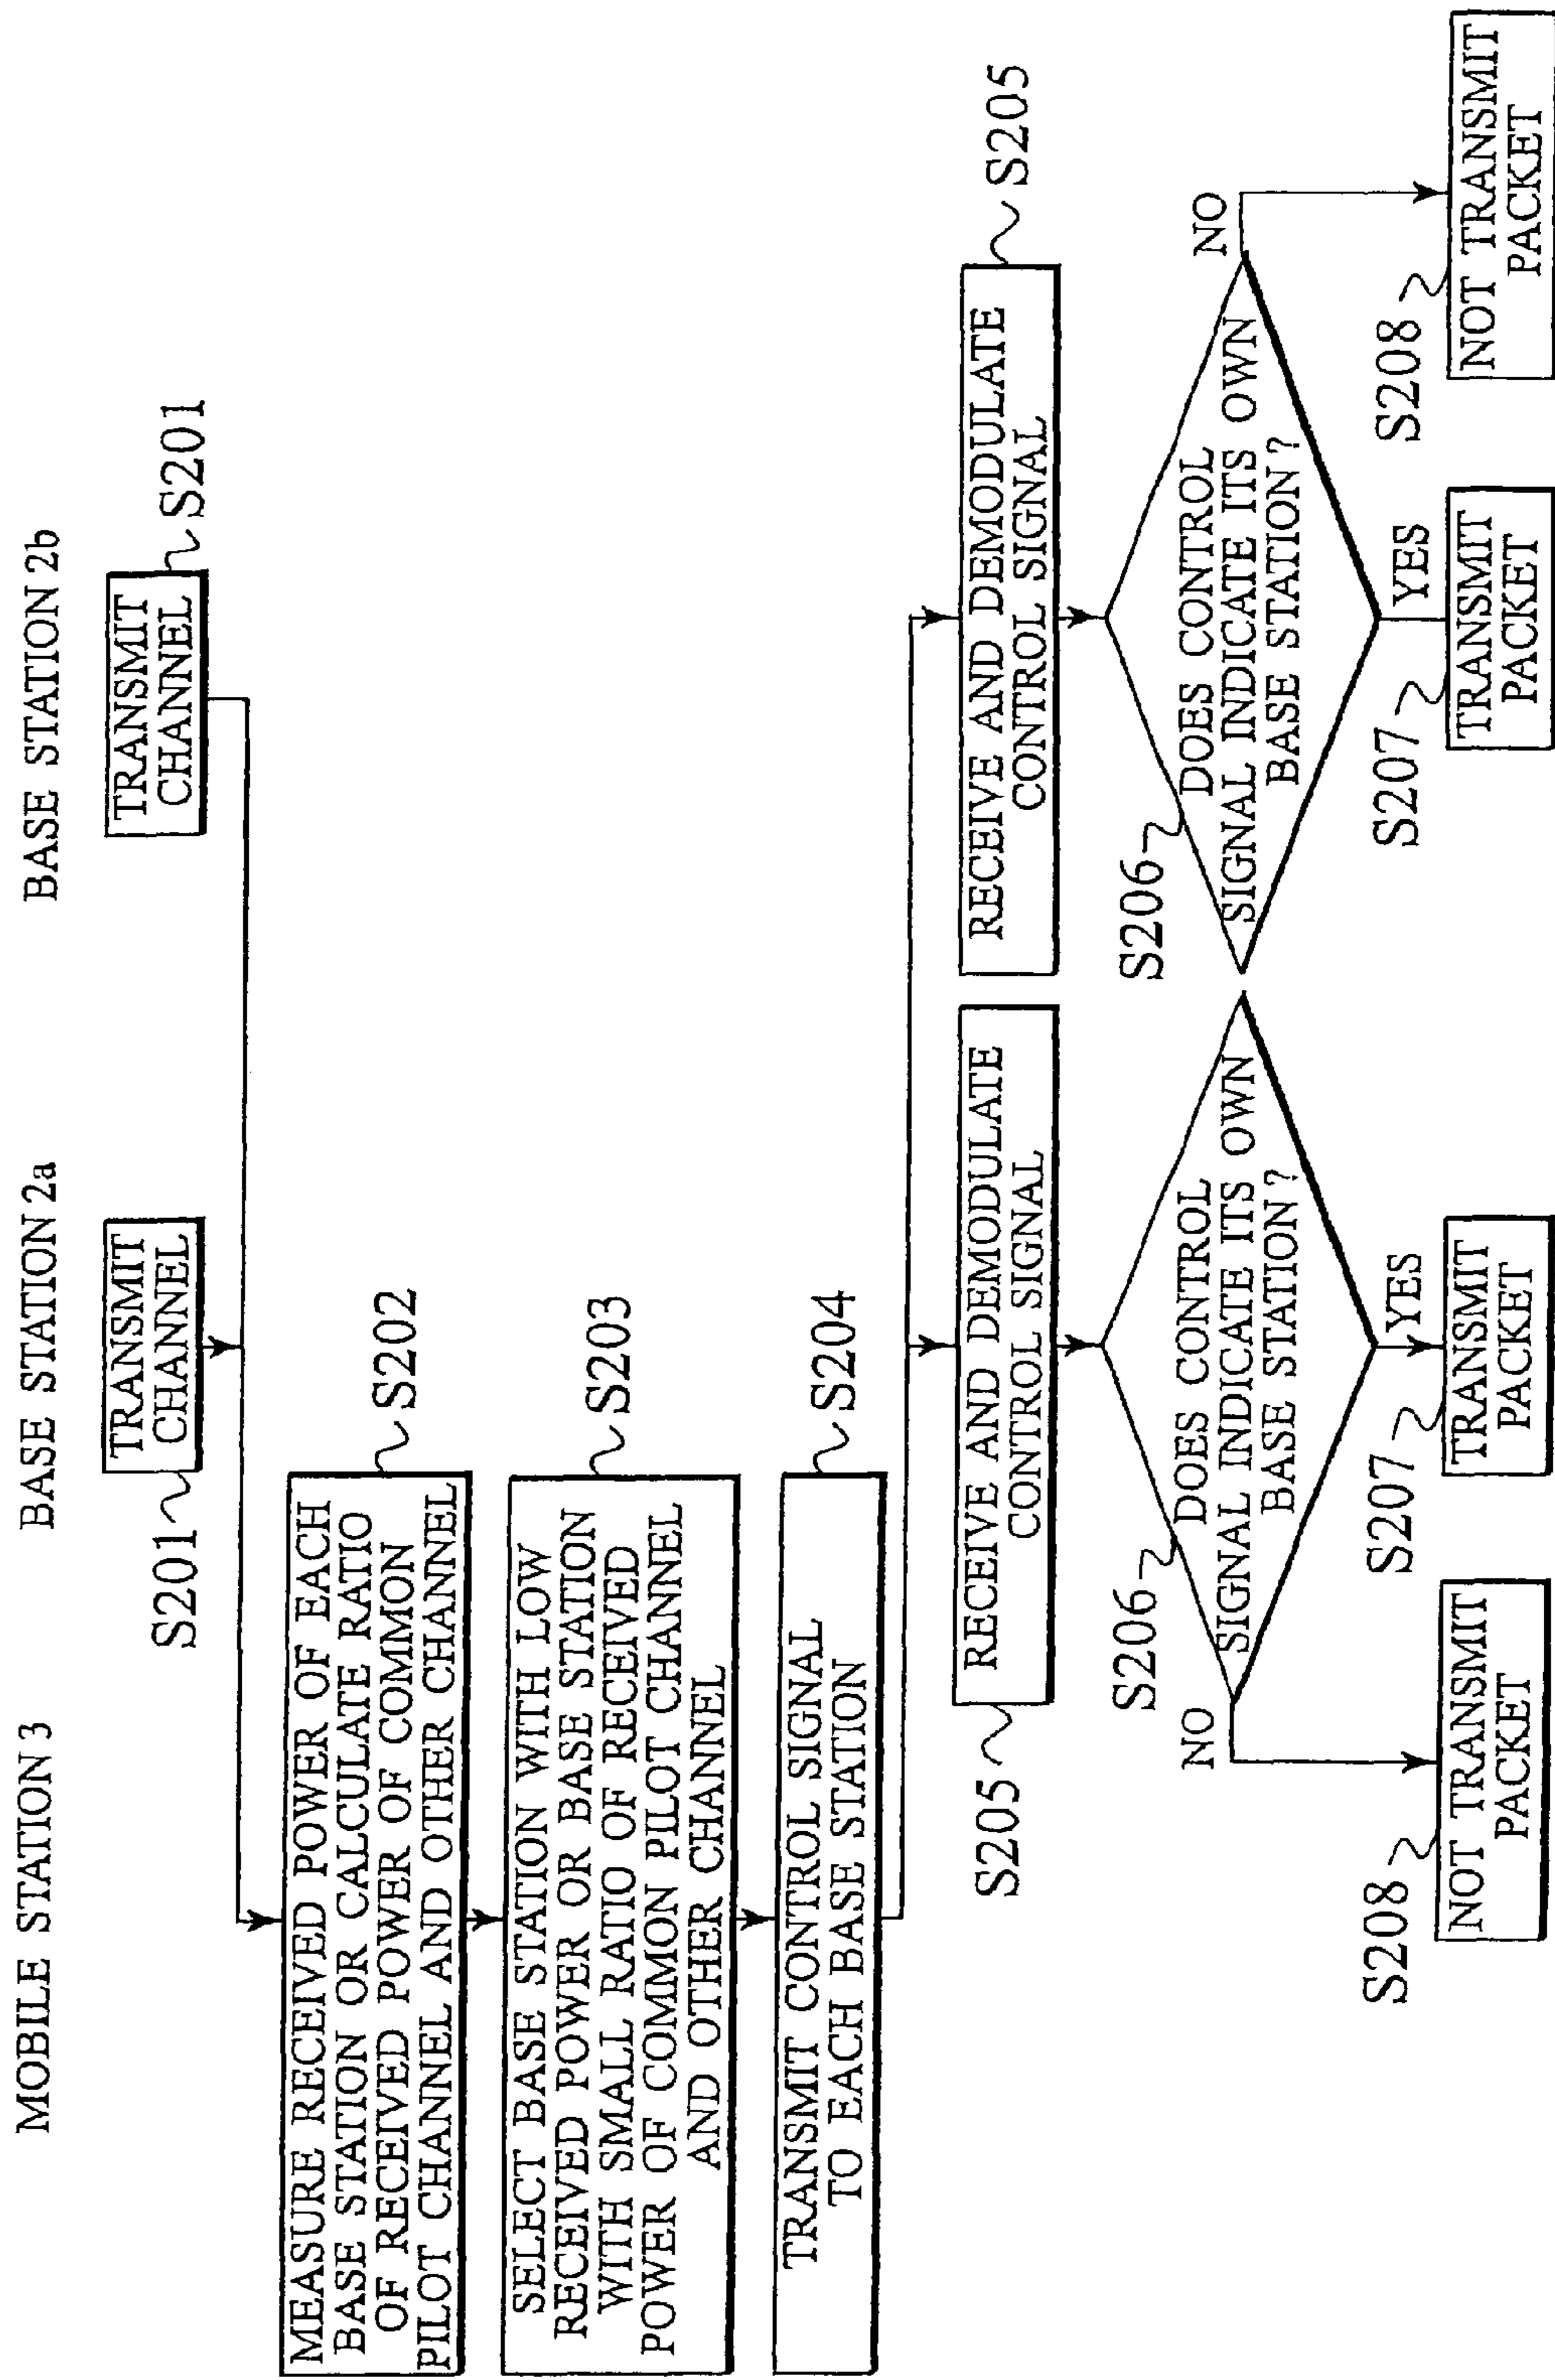 MOBILE STATION 3
BASE STATION 2a
BASE STATION 2b
TRANSMIT
CHANNEL
S201
TRANSMIT
CHANNEL
S201
MEASURE RECEIVED POWER OF EACH
BASE STATION OR CALCULATE RATIO
OF RECEIVED POWER OF COMMON
PILOT CHANNEL AND OTHER CHANNEL
S202
SELECT BASE STATION WITH LOW
RECEIVED POWER OR BASE STATION
WITH SMALL RATIO OF RECEIVED
POWER OF COMMON PILOT CHANNEL
AND OTHER CHANNEL
S203
TRANSMIT CONTROL SIGNAL
TO EACH BASE STATION
S204
S205
RECEIVE AND DEMODULATE
CONTROL SIGNAL
RECEIVE AND DEMODULATE
CONTROL SIGNAL
S205
S206
DOES CONTROL
SIGNAL INDICATE ITS OWN
BASE STATION?
NO
YES
S206
DOES CONTROL
SIGNAL INDICATE ITS OWN
BASE STATION?
NO
YES
S208
NOT TRANSMIT
PACKET
S207
TRANSMIT
PACKET
S207
TRANSMIT
PACKET
S208
NOT TRANSMIT
PACKET